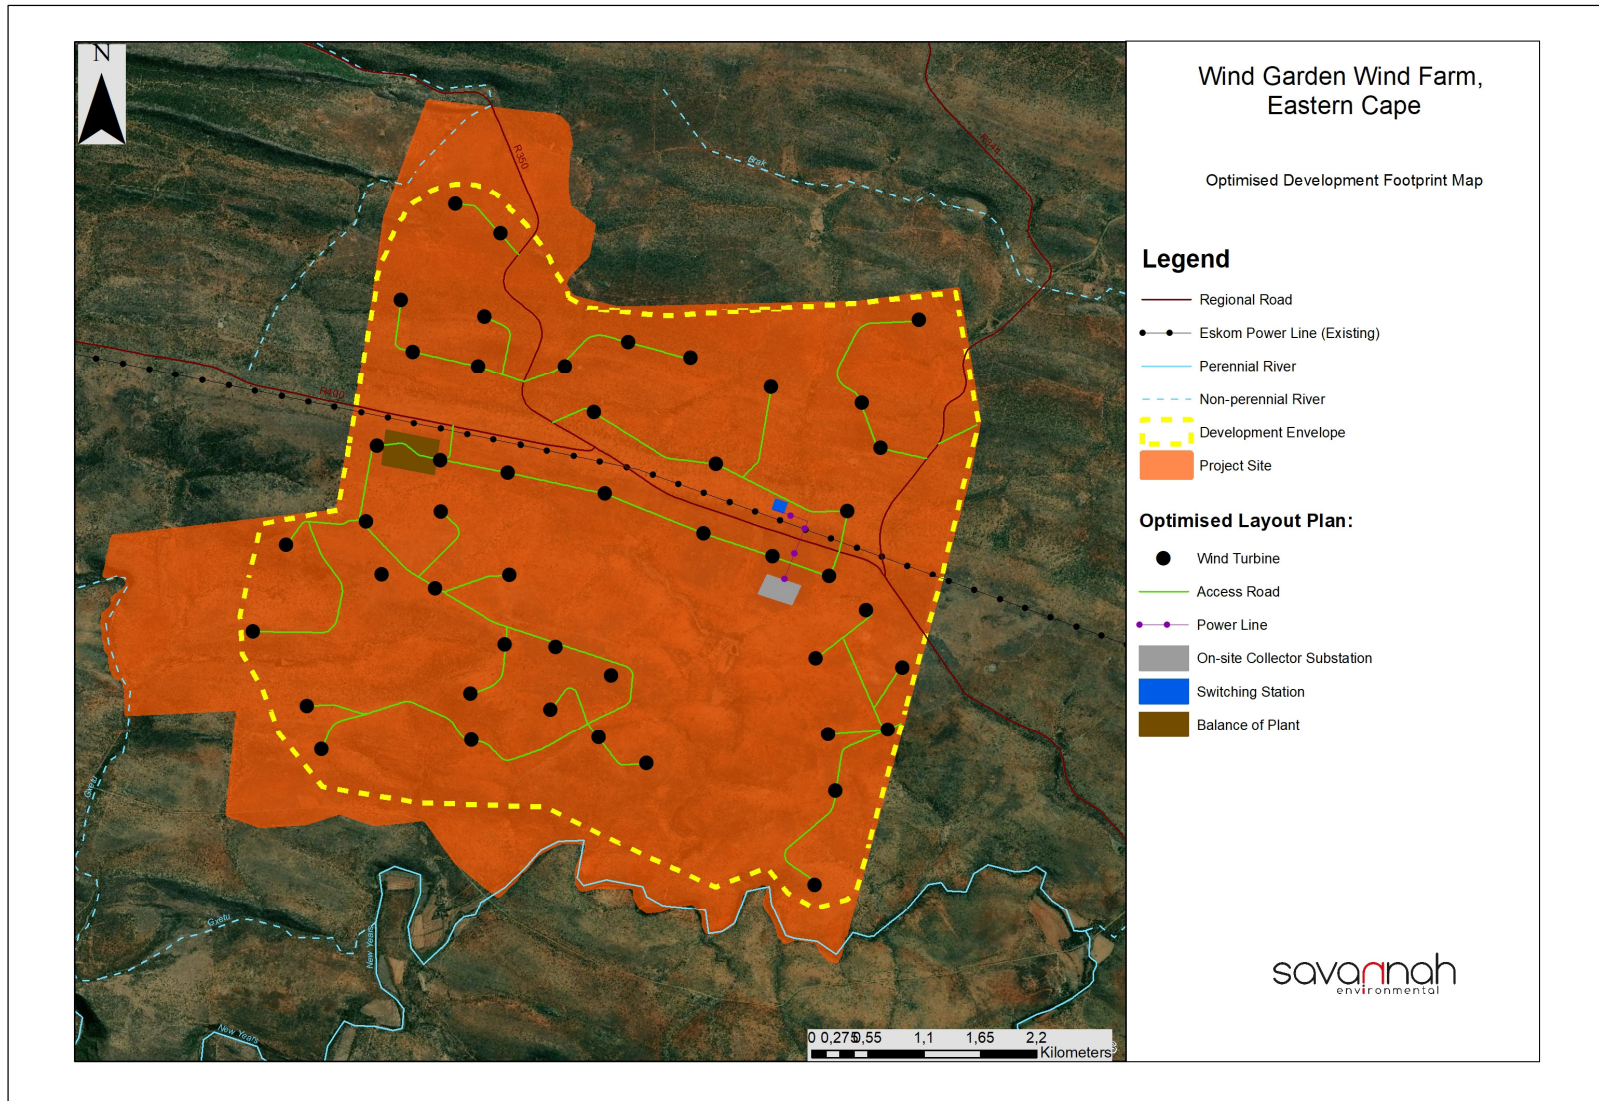 N
R350
R344
Brak
R400
Gxetu
Gxetu
New Years
New Years
0 0,275 0,55 1,1 1,65 2,2
Kilometers
Wind Garden Wind Farm,
Eastern Cape
Optimised Development Footprint Map
Legend
Regional Road
Eskom Power Line (Existing)
Perennial River
Non-perennial River
Development Envelope
Project Site
Optimised Layout Plan:
Wind Turbine
Access Road
Power Line
On-site Collector Substation
Switching Station
Balance of Plant
savannah
environmental